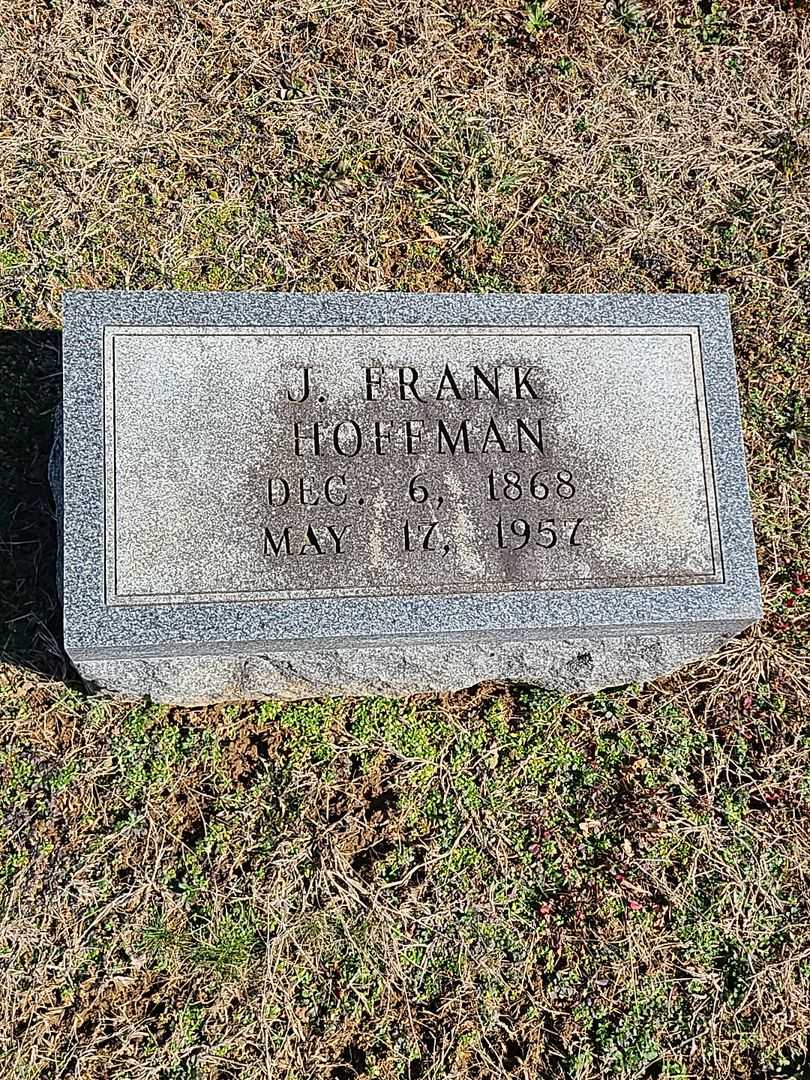 J. FRANK
HOFFMAN
DEC. 6, 1868
MAY 17, 1957